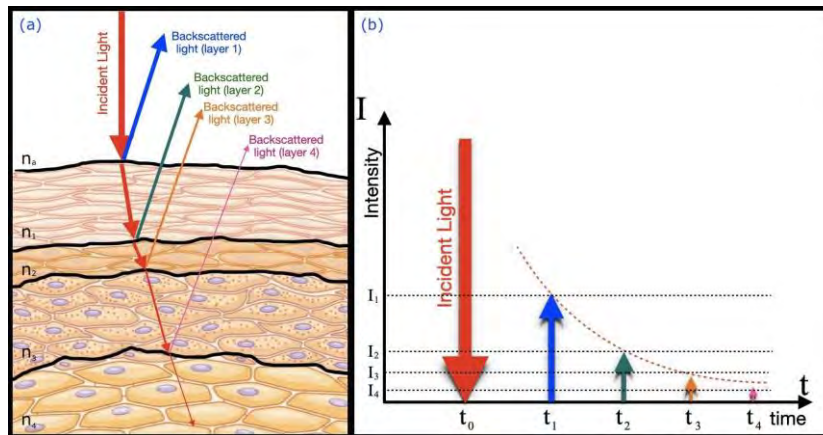 (a)
Incident Light
Backscattered
light (layer 1)
Backscattered
light (layer 2)
Backscattered
light (layer 3)
Backscattered
light (layer 4)
nₐ
n₁
n₂
n₃
n₄
(b)
I
Intensity
Incident Light
I₁
I₂
I₃
I₄
t
t₀ t₁ t₂ t₃ t₄ time